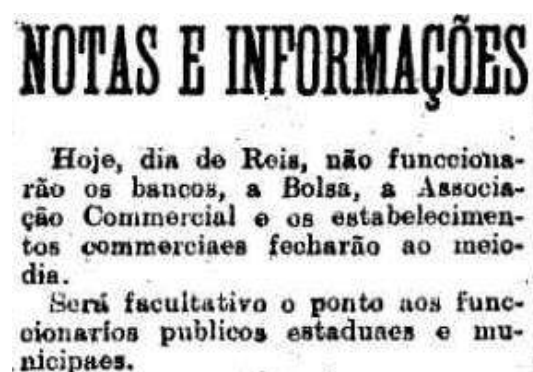 NOTAS E INFORMAÇÕES
Hoje, dia de Reis, não funcciona-
rão os bancos, a Bolsa, a Associa-
ção Commercial e os estabelecimen-
tos commerciaes fecharão ao meio-
dia.
Será facultativo o ponto aos func-
cionarios publicos estaduaes e mu-
nicipaes.